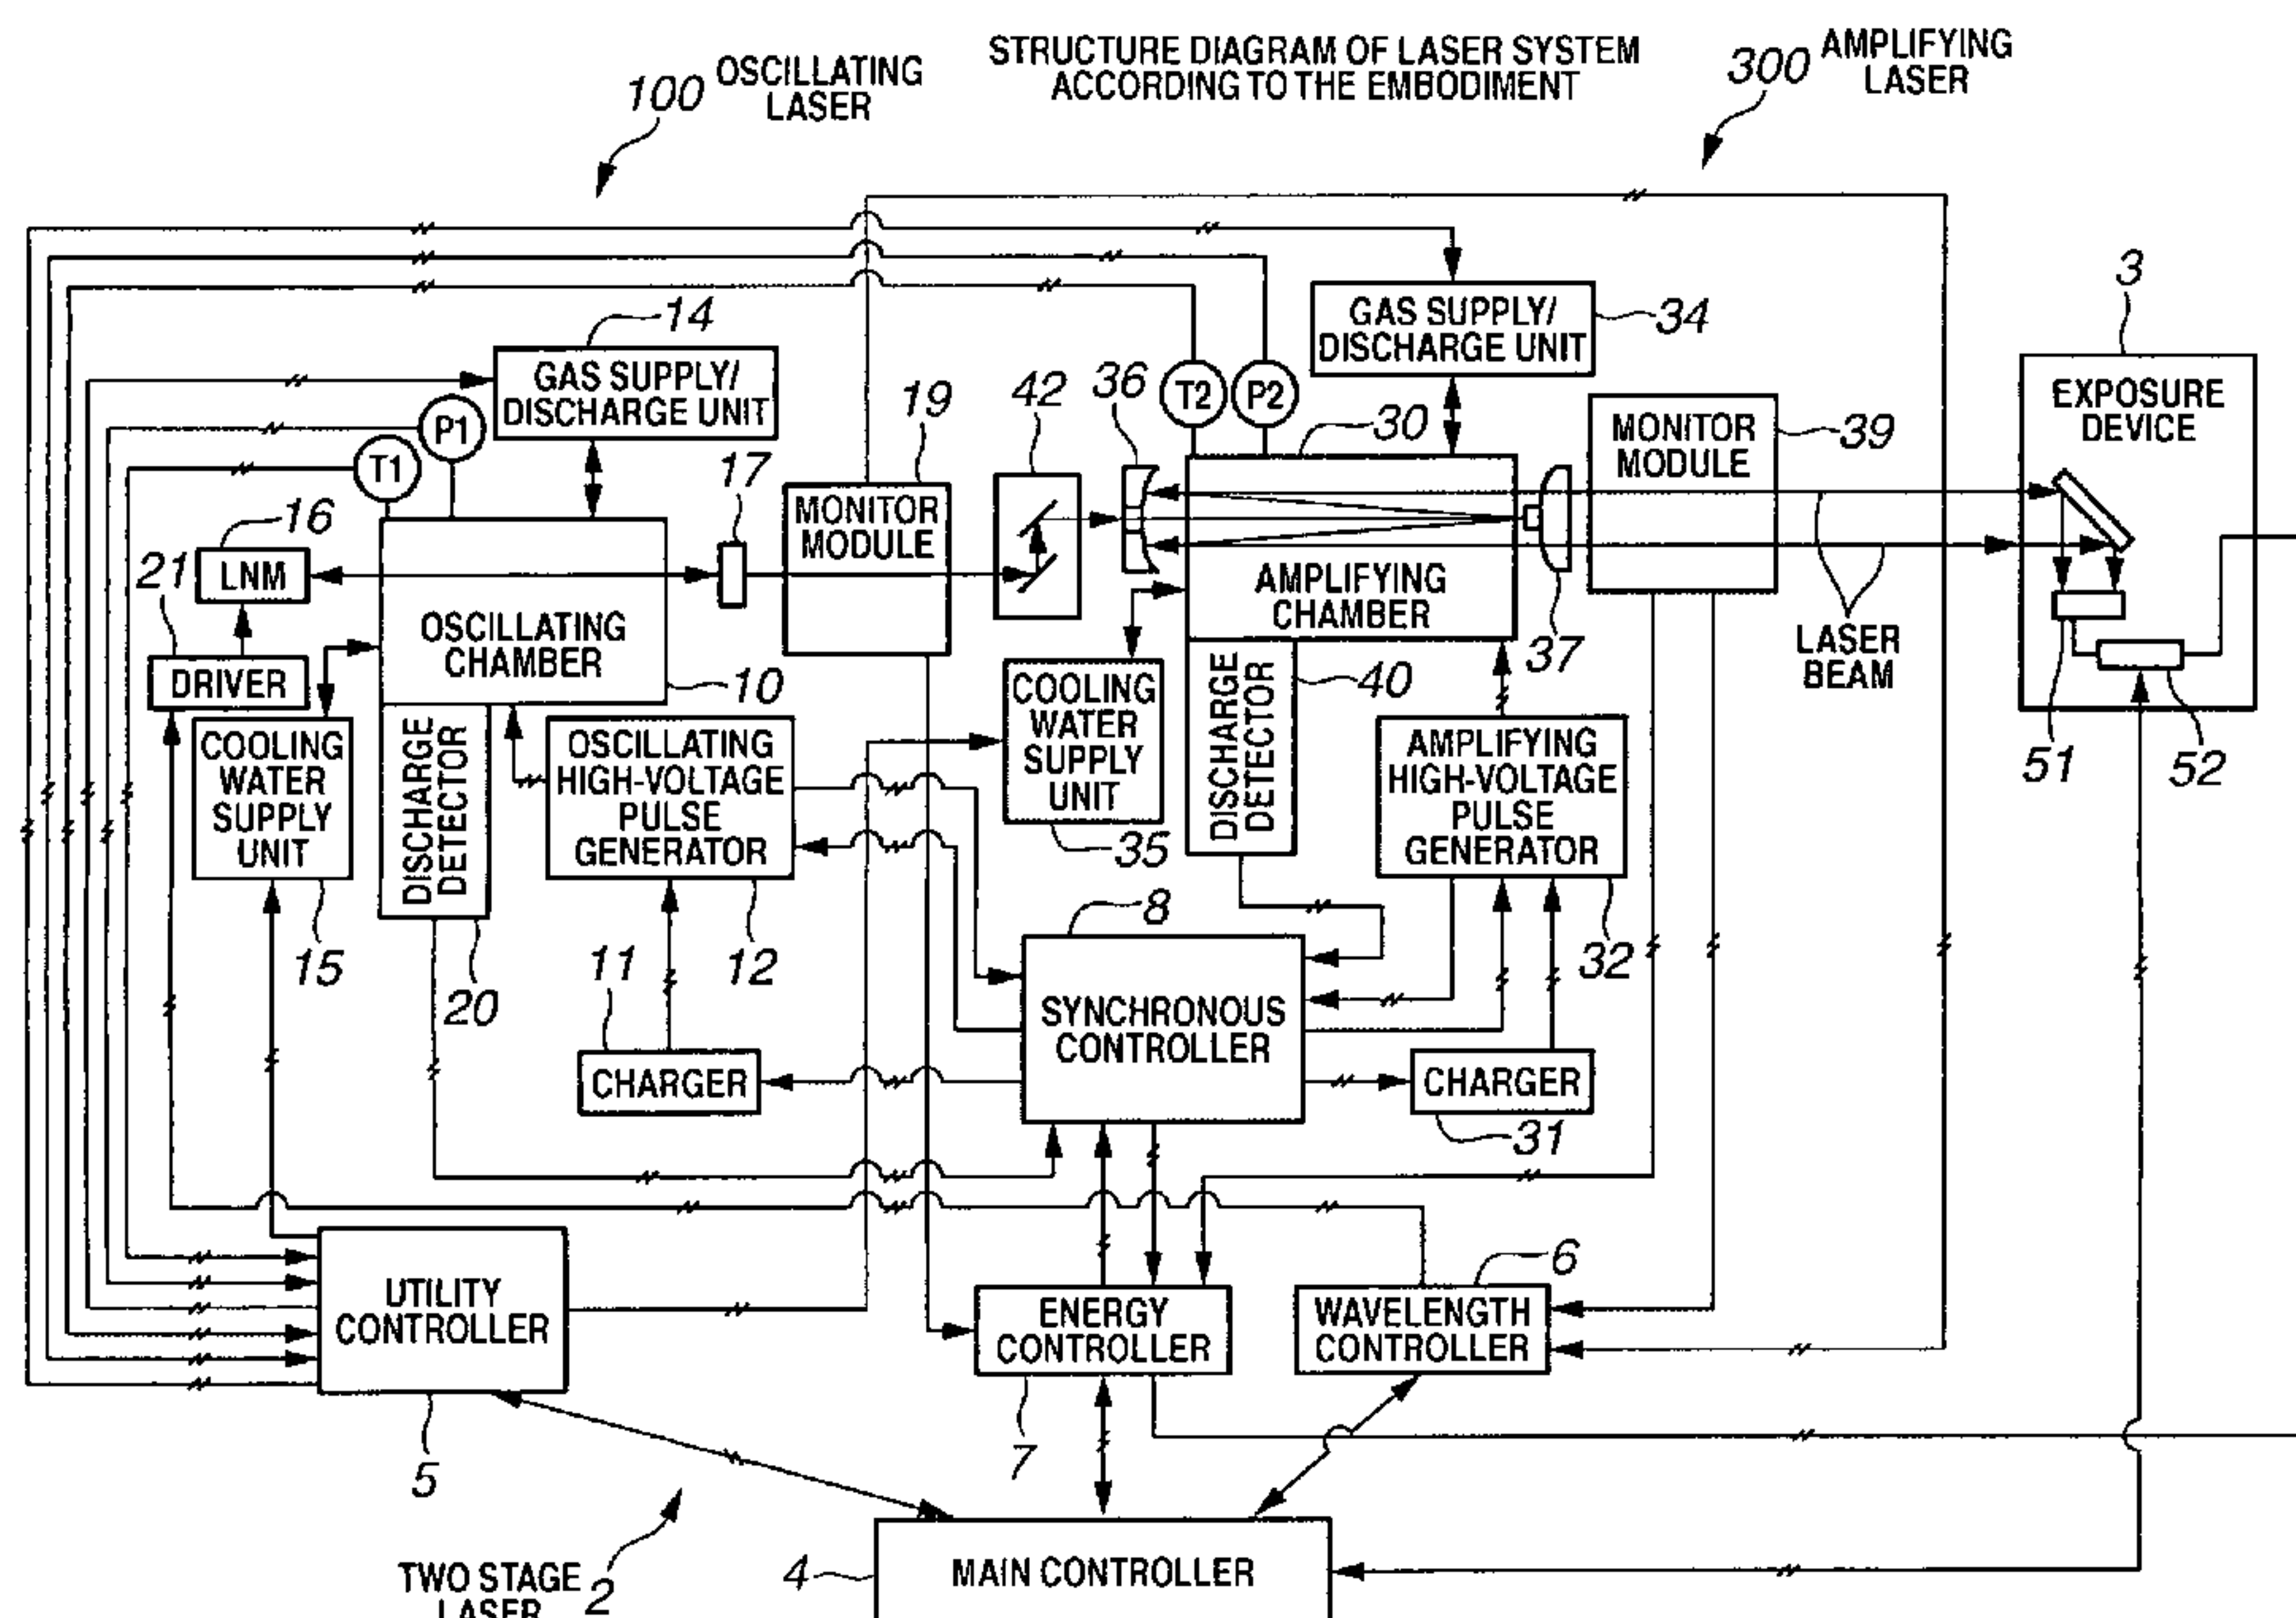 STRUCTURE DIAGRAM OF LASER SYSTEM
ACCORDING TO THE EMBODIMENT
100
OSCILLATING
LASER
300
AMPLIFYING
LASER
14
GAS SUPPLY/
DISCHARGE UNIT
P1
T1
16
LNM
21
DRIVER
17
19
MONITOR
MODULE
42
36
T2
P2
GAS SUPPLY/
DISCHARGE UNIT
34
30
MONITOR
MODULE
39
3
EXPOSURE
DEVICE
OSCILLATING
CHAMBER
10
AMPLIFYING
CHAMBER
37
LASER
BEAM
51
52
COOLING
WATER
SUPPLY
UNIT
15
DISCHARGE
DETECTOR
20
OSCILLATING
HIGH-VOLTAGE
PULSE
GENERATOR
12
COOLING
WATER
SUPPLY
UNIT
35
DISCHARGE
DETECTOR
40
AMPLIFYING
HIGH-VOLTAGE
PULSE
GENERATOR
32
11
CHARGER
8
SYNCHRONOUS
CONTROLLER
CHARGER
31
UTILITY
CONTROLLER
5
ENERGY
CONTROLLER
7
6
WAVELENGTH
CONTROLLER
TWO STAGE
LASER
2
4
MAIN CONTROLLER